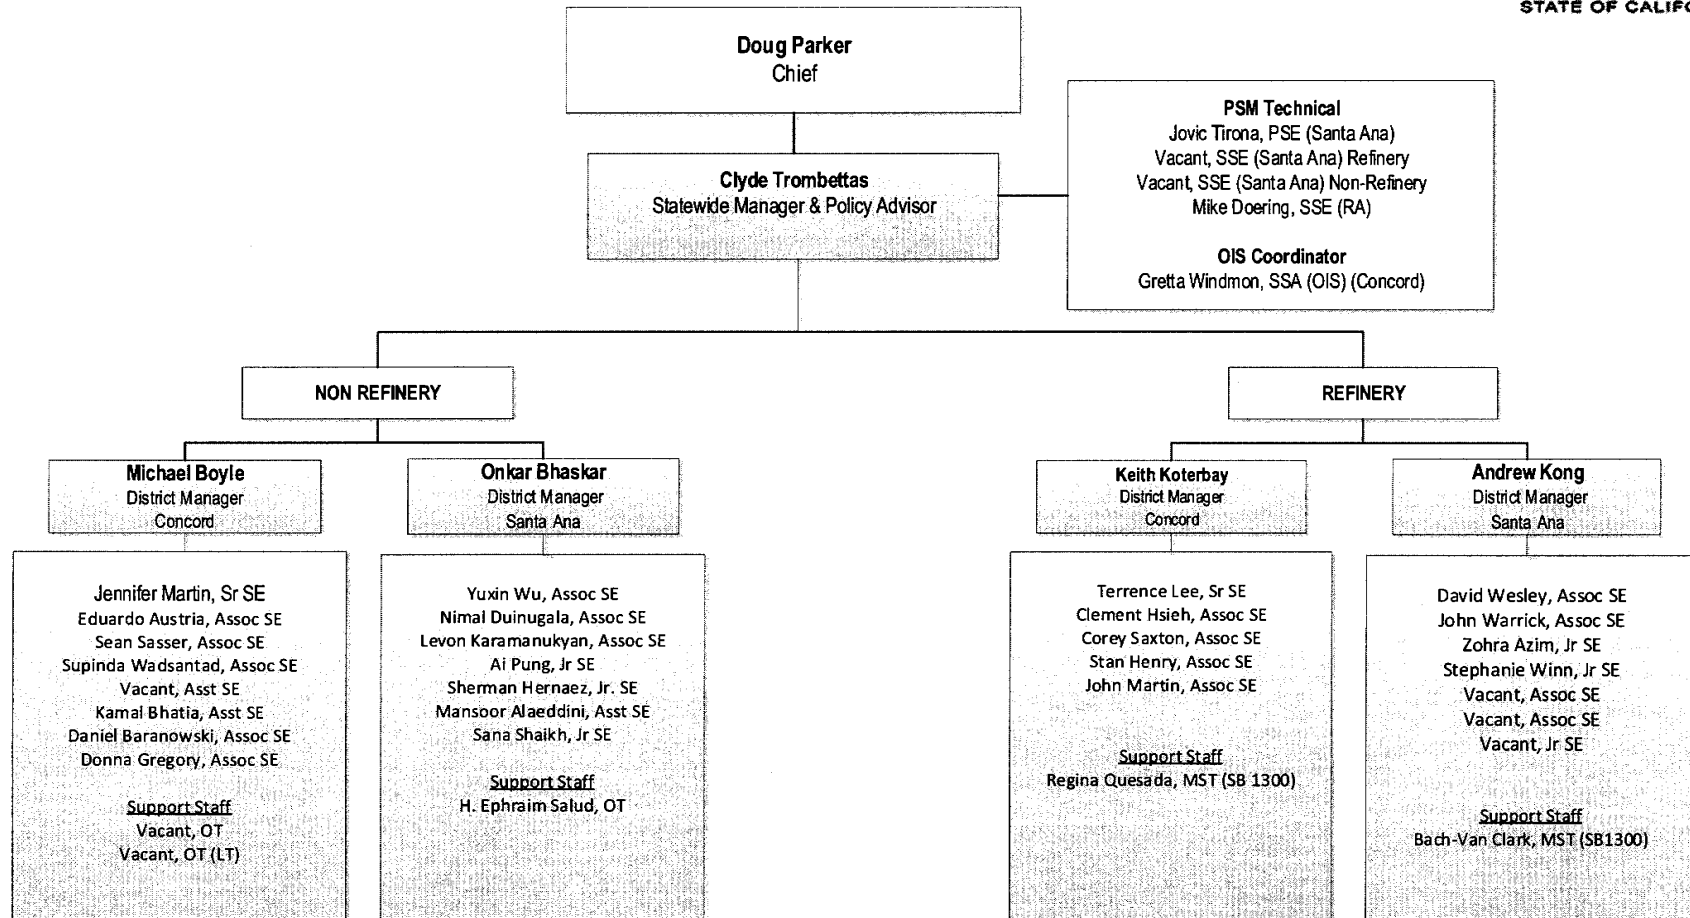 STATE OF
Doug Parker
Chief
Clyde Trombettas
Statewide Manager & Policy Advisor
PSM Technical
Jovic Tirona, PSE (Santa Ana)
Vacant, SSE (Santa Ana) Refinery
Vacant, SSE (Santa Ana) Non-Refinery
Mike Doering, SSE (RA)
OIS Coordinator
Gretta Windmon, SSA (OIS) (Concord)
NON REFINERY
REFINERY
Michael Boyle
District Manager
Concord
Onkar Bhaskar
District Manager
Santa Ana
Keith Koterbay
District Manager
Concord
Andrew Kong
District Manager
Santa Ana
Jennifer Martin, Sr SE
Eduardo Austria, Assoc SE
Sean Sasser, Assoc SE
Supinda Wadsantad, Assoc SE
Vacant, Asst SE
Kamal Bhatia, Asst SE
Daniel Baranowski, Assoc SE
Donna Gregory, Assoc SE
Support Staff
Vacant, OT
Vacant, OT (LT)
Yuxin Wu, Assoc SE
Nimal Duinugala, Assoc SE
Levon Karamanukyan, Assoc SE
Ai Pung, Jr SE
Sherman Hernaez, Jr. SE
Mansoor Alaeddini, Asst SE
Sana Shaikh, Jr SE
Support Staff
H. Ephraim Salud, OT
Terrence Lee, Sr SE
Clement Hsieh, Assoc SE
Corey Saxton, Assoc SE
Stan Henry, Assoc SE
John Martin, Assoc SE
Support Staff
Regina Quesada, MST (SB 1300)
David Wesley, Assoc SE
John Warrick, Assoc SE
Zohra Azim, Jr SE
Stephanie Winn, Jr SE
Vacant, Assoc SE
Vacant, Assoc SE
Vacant, Jr SE
Support Staff
Bach-Van Clark, MST (SB1300)